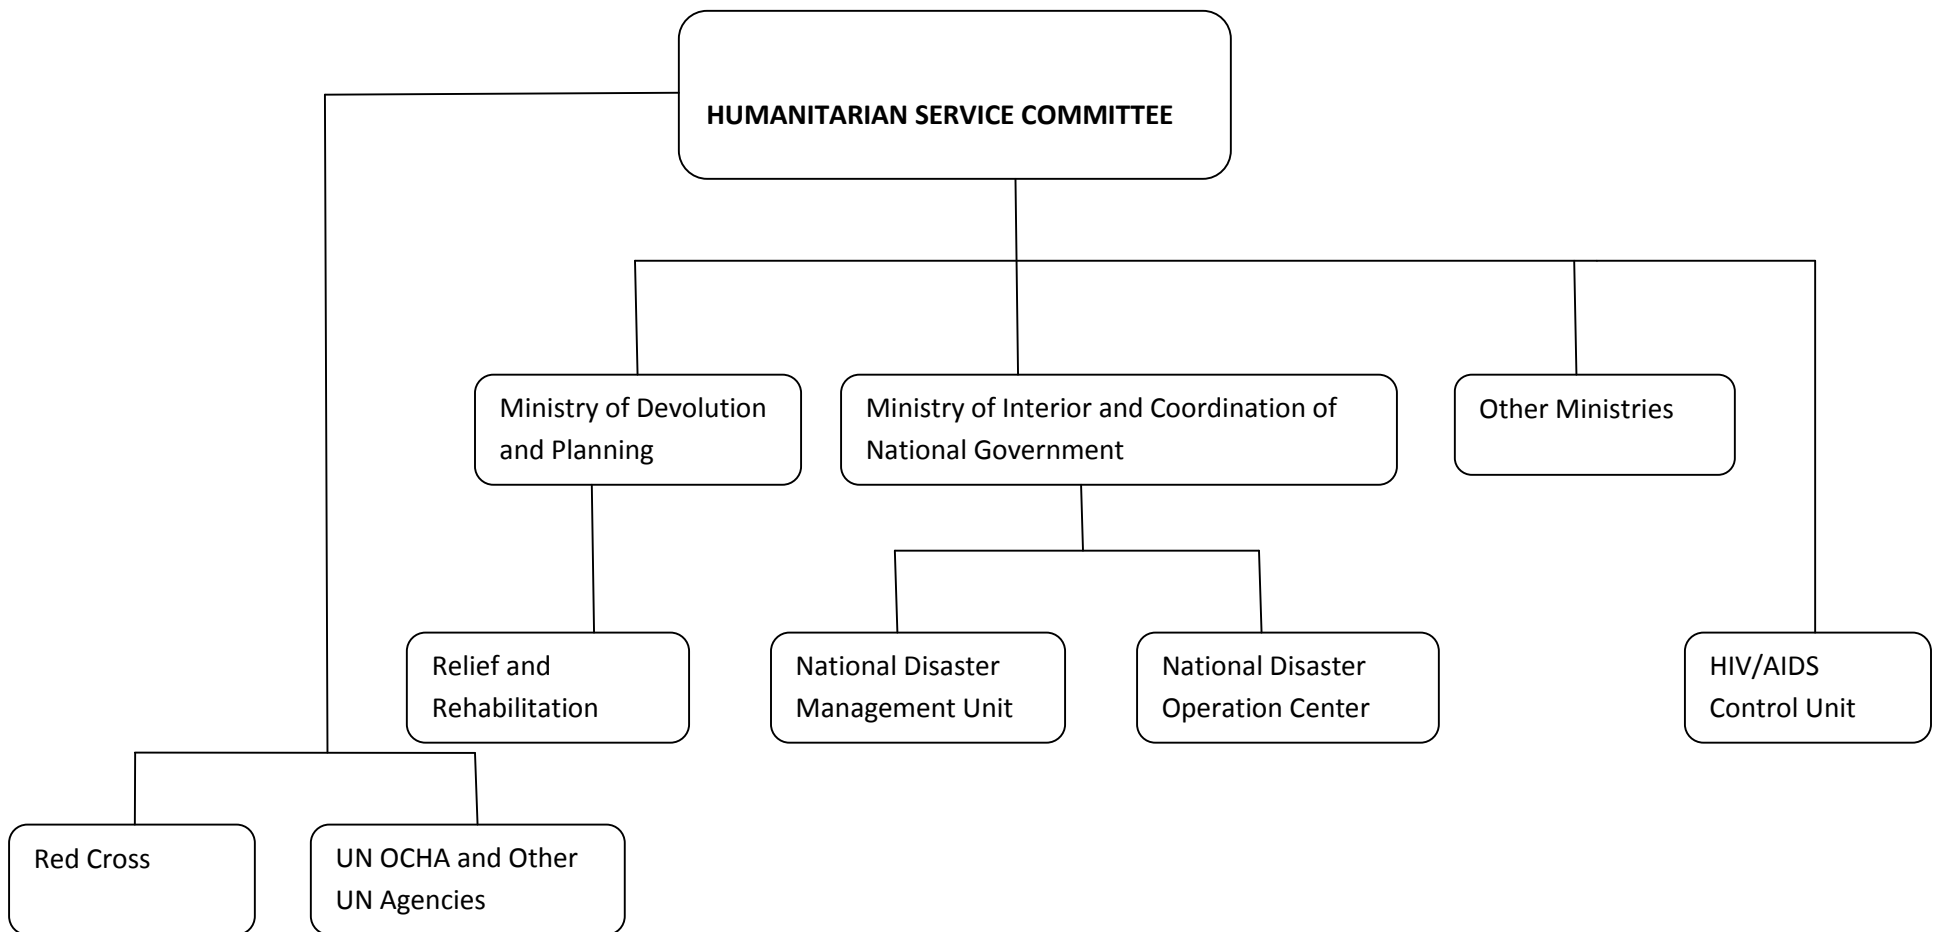 HUMANITARIAN SERVICE COMMITTEE
Ministry of Devolution
and Planning
Ministry of Interior and Coordination of
National Government
Other Ministries
Relief and
Rehabilitation
National Disaster
Management Unit
National Disaster
Operation Center
HIV/AIDS
Control Unit
Red Cross
UN OCHA and Other
UN Agencies